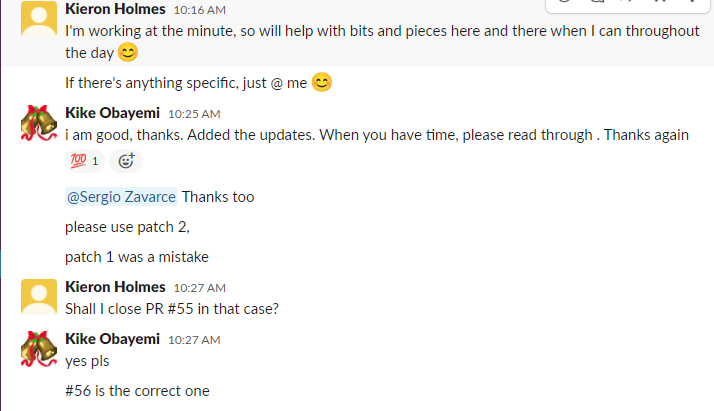 Kieron Holmes 10:16 AM
I'm working at the minute, so will help with bits and pieces here and there when I can throughout
the day 😊
If there's anything specific, just @ me 😊
Kike Obayemi 10:25 AM
i am good, thanks. Added the updates. When you have time, please read through . Thanks again
💯 1
@Sergio Zavarce Thanks too
please use patch 2,
patch 1 was a mistake
Kieron Holmes 10:27 AM
Shall I close PR #55 in that case?
Kike Obayemi 10:27 AM
yes pls
#56 is the correct one